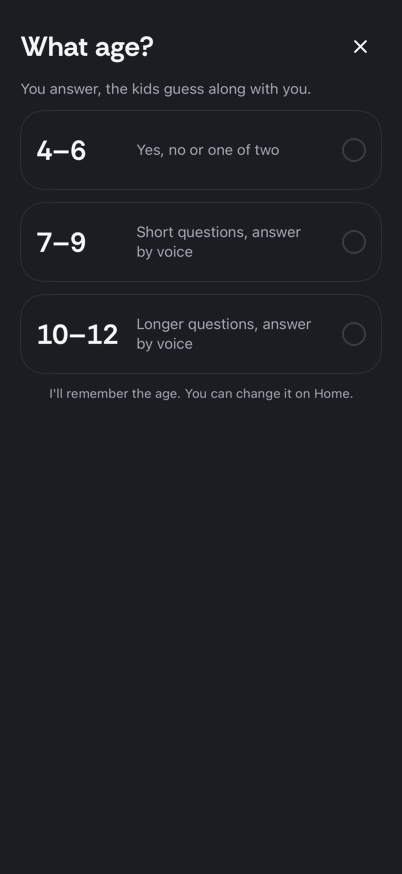 What age?
You answer, the kids guess along with you.
4–6
Yes, no or one of two
7–9
Short questions, answer
by voice
10–12
Longer questions, answer
by voice
I'll remember the age. You can change it on Home.